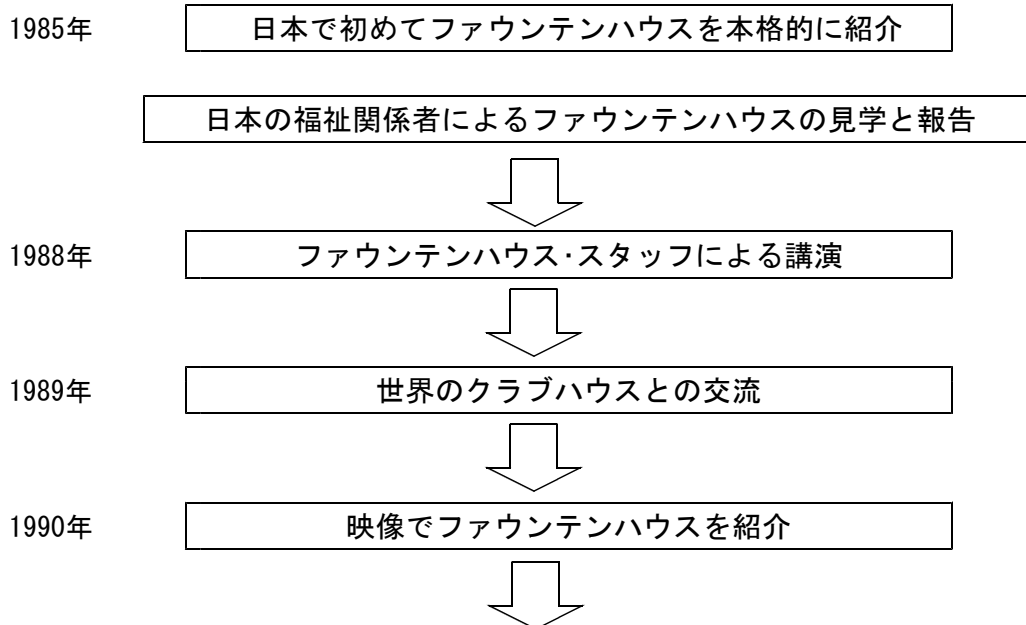 1985年 日本で初めてファウンテンハウスを本格的に紹介
日本の福祉関係者によるファウンテンハウスの見学と報告
1988年 ファウンテンハウス・スタッフによる講演
1989年 世界のクラブハウスとの交流
1990年 映像でファウンテンハウスを紹介